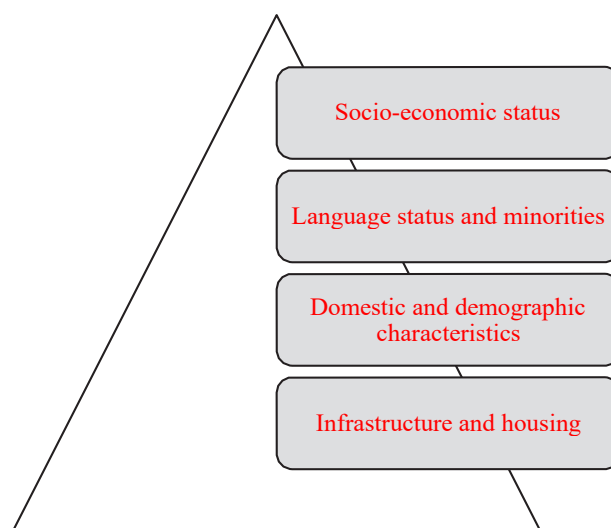 Socio-economic status
Language status and minorities
Domestic and demographic
characteristics
Infrastructure and housing